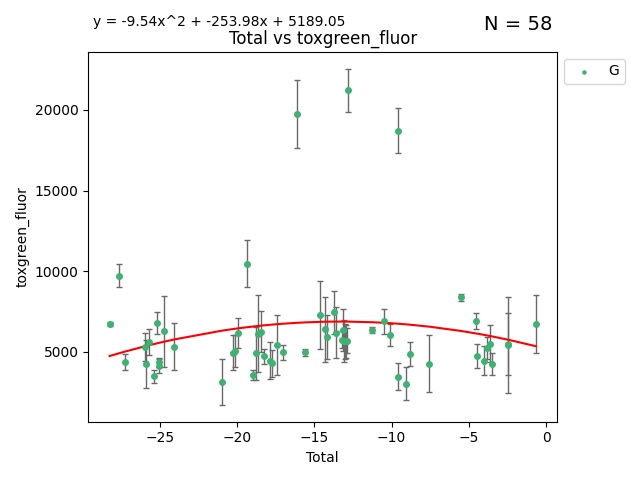 y = -9.54x^2 + -253.98x + 5189.05
N = 58
Total vs toxgreen_fluor
G
toxgreen_fluor
20000
15000
10000
5000
−25
−20
−15
−10
−5
0
Total